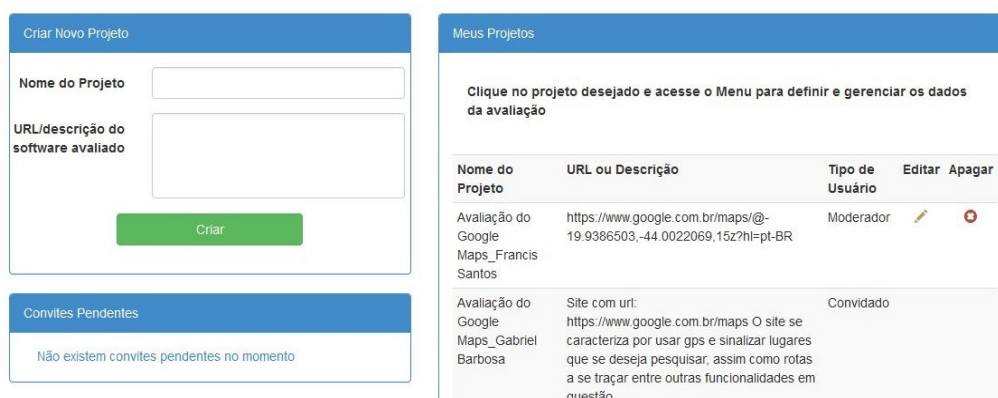 Criar Novo Projeto
Nome do Projeto
URL/descrição do
software avaliado
Criar
Convites Pendentes
Não existem convites pendentes no momento
Meus Projetos
Clique no projeto desejado e acesse o Menu para definir e gerenciar os dados
da avaliação
Nome do
Projeto
URL ou Descrição
Tipo de
Usuário
Editar
Apagar
Avaliação do
Google
Maps_Francis
Santos
https://www.google.com.br/maps/@-
19.9386503,-44.0022069,15z?hl=pt-BR
Moderador
Avaliação do
Google
Maps_Gabriel
Barbosa
Site com url:
https://www.google.com.br/maps O site se
caracteriza por usar gps e sinalizar lugares
que se deseja pesquisar, assim como rotas
a se traçar entre outras funcionalidades em
questão
Convidado